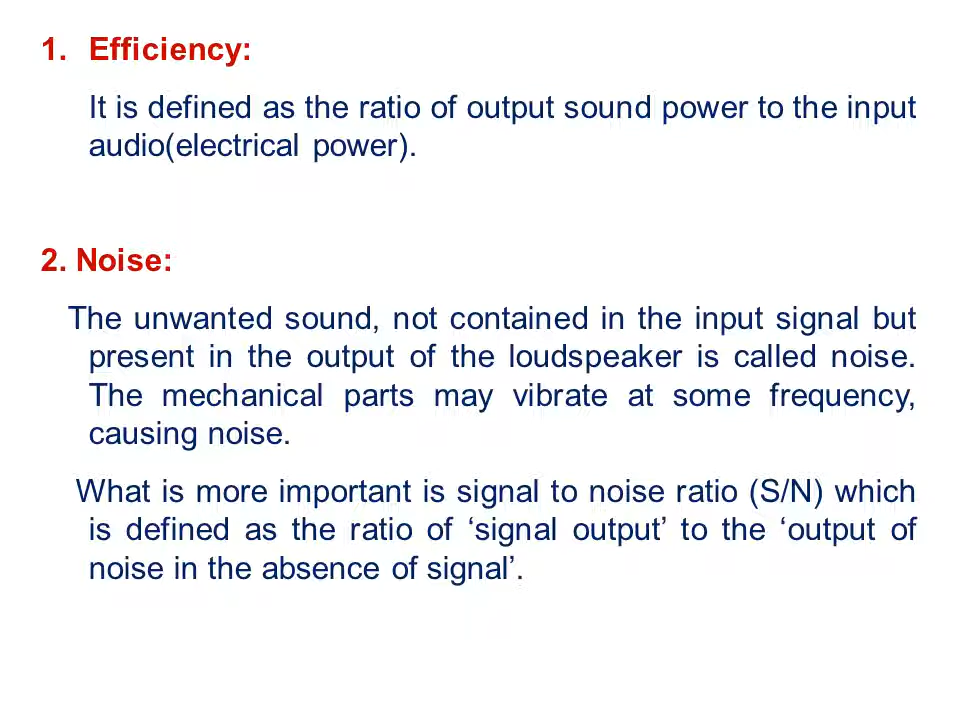 1. Efficiency:
It is defined as the ratio of output sound power to the input
audio(electrical power).
2. Noise:
The unwanted sound, not contained in the input signal but
present in the output of the loudspeaker is called noise.
The mechanical parts may vibrate at some frequency,
causing noise.
What is more important is signal to noise ratio (S/N) which
is defined as the ratio of ‘signal output’ to the ‘output of
noise in the absence of signal’.